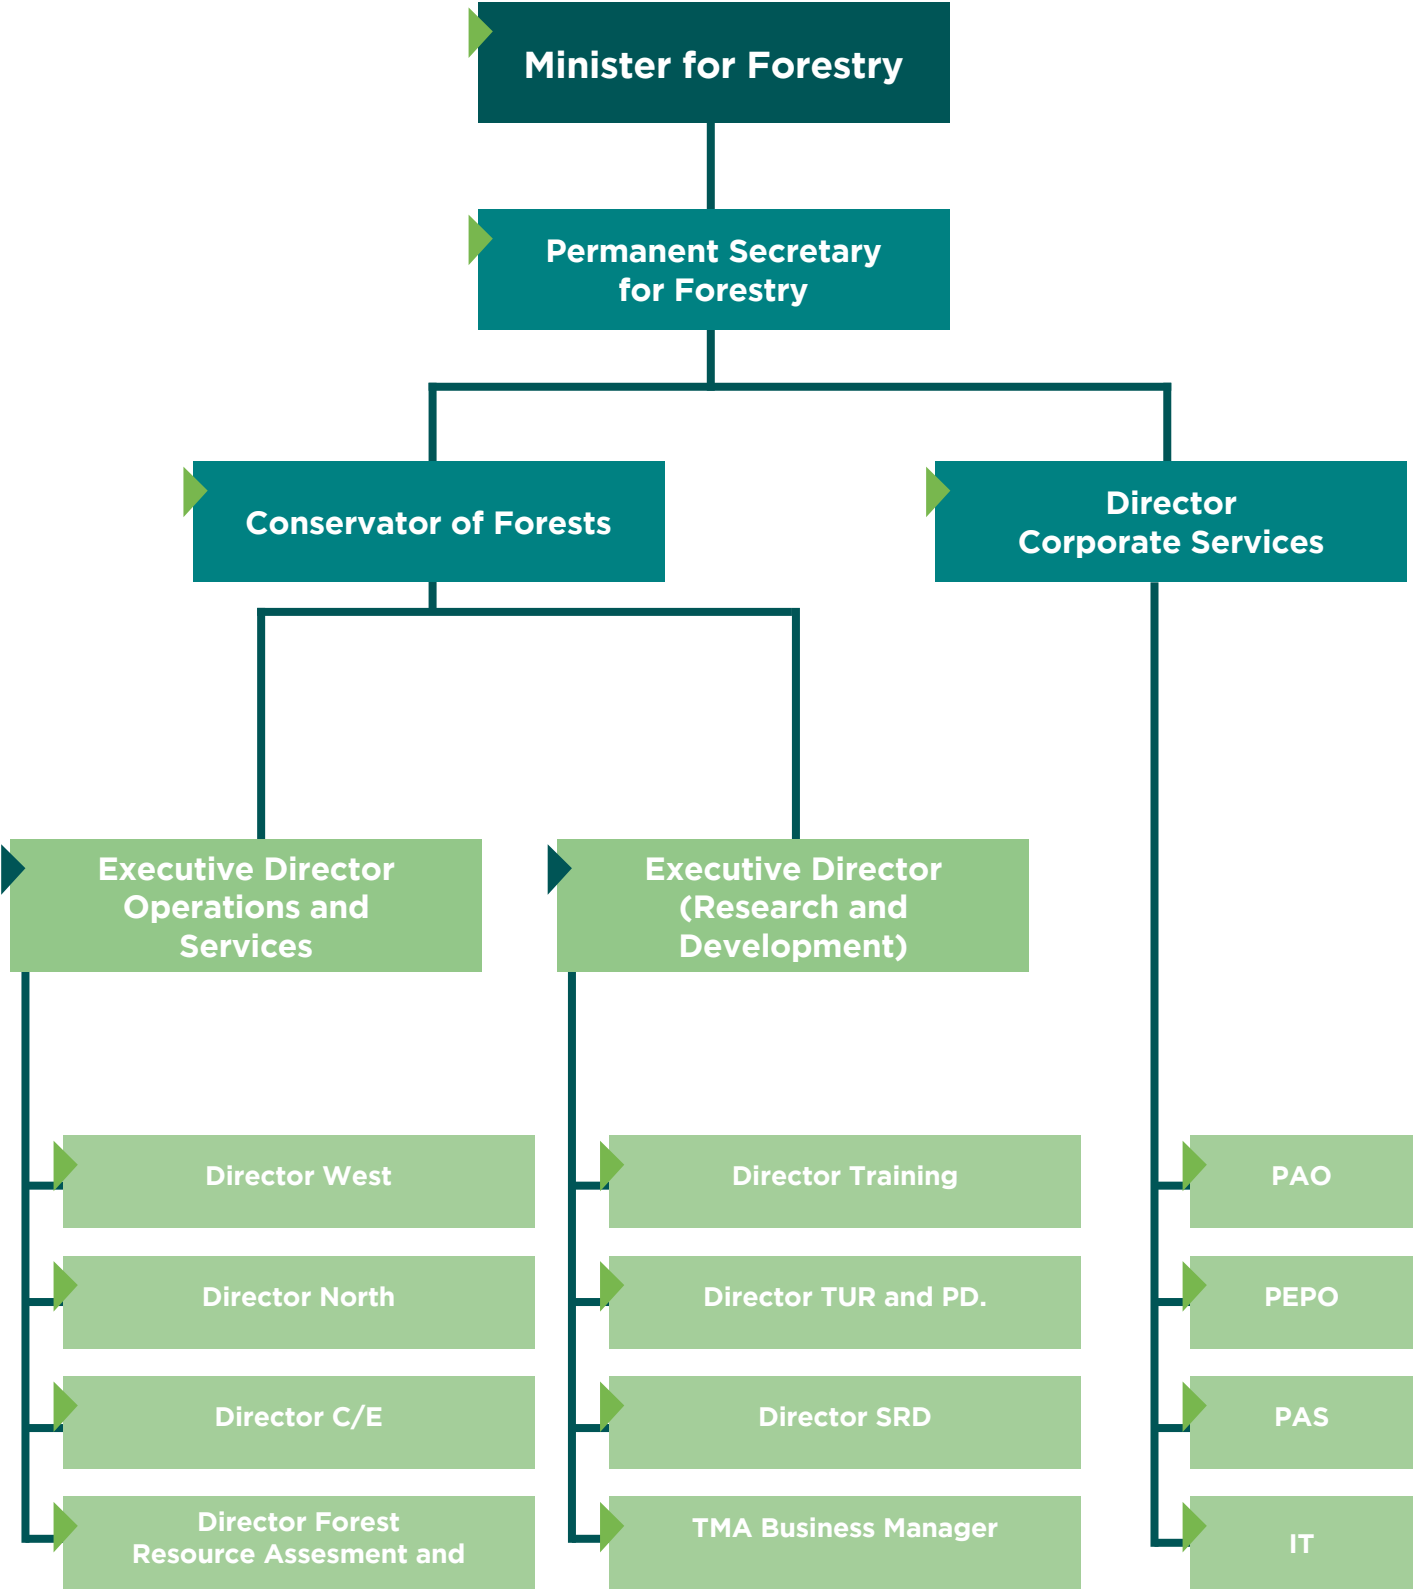 Minister for Forestry
Permanent Secretary
for Forestry
Conservator of Forests
Director
Corporate Services
Executive Director
Operations and
Services
Executive Director
(Research and
Development)
Director West
Director North
Director C/E
Director Forest
Resource Assesment and
Director Training
Director TUR and PD.
Director SRD
TMA Business Manager
PAO
PEPO
PAS
IT